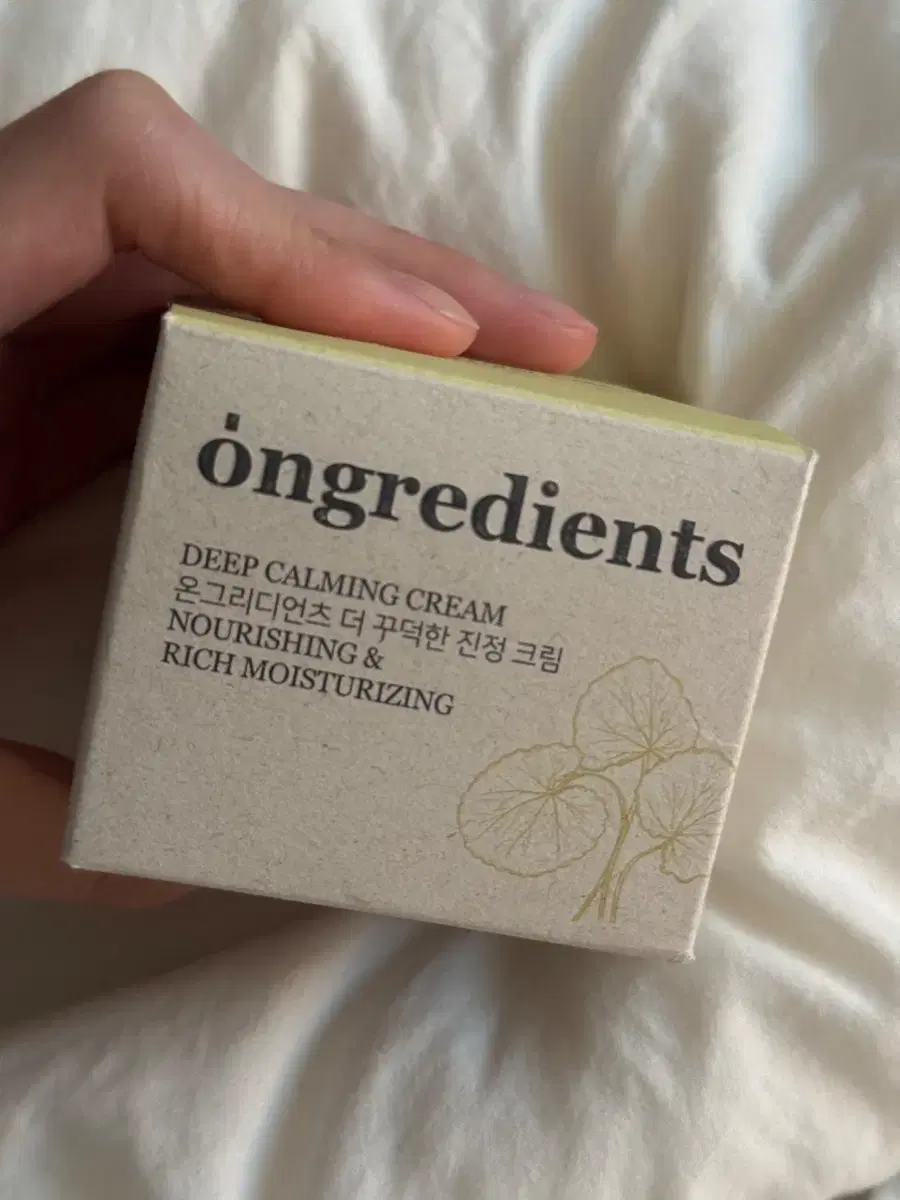 ongredients
DEEP CALMING CREAM
온그리디언츠 더 꾸덕한 진정 크림
NOURISHING &
RICH MOISTURIZING